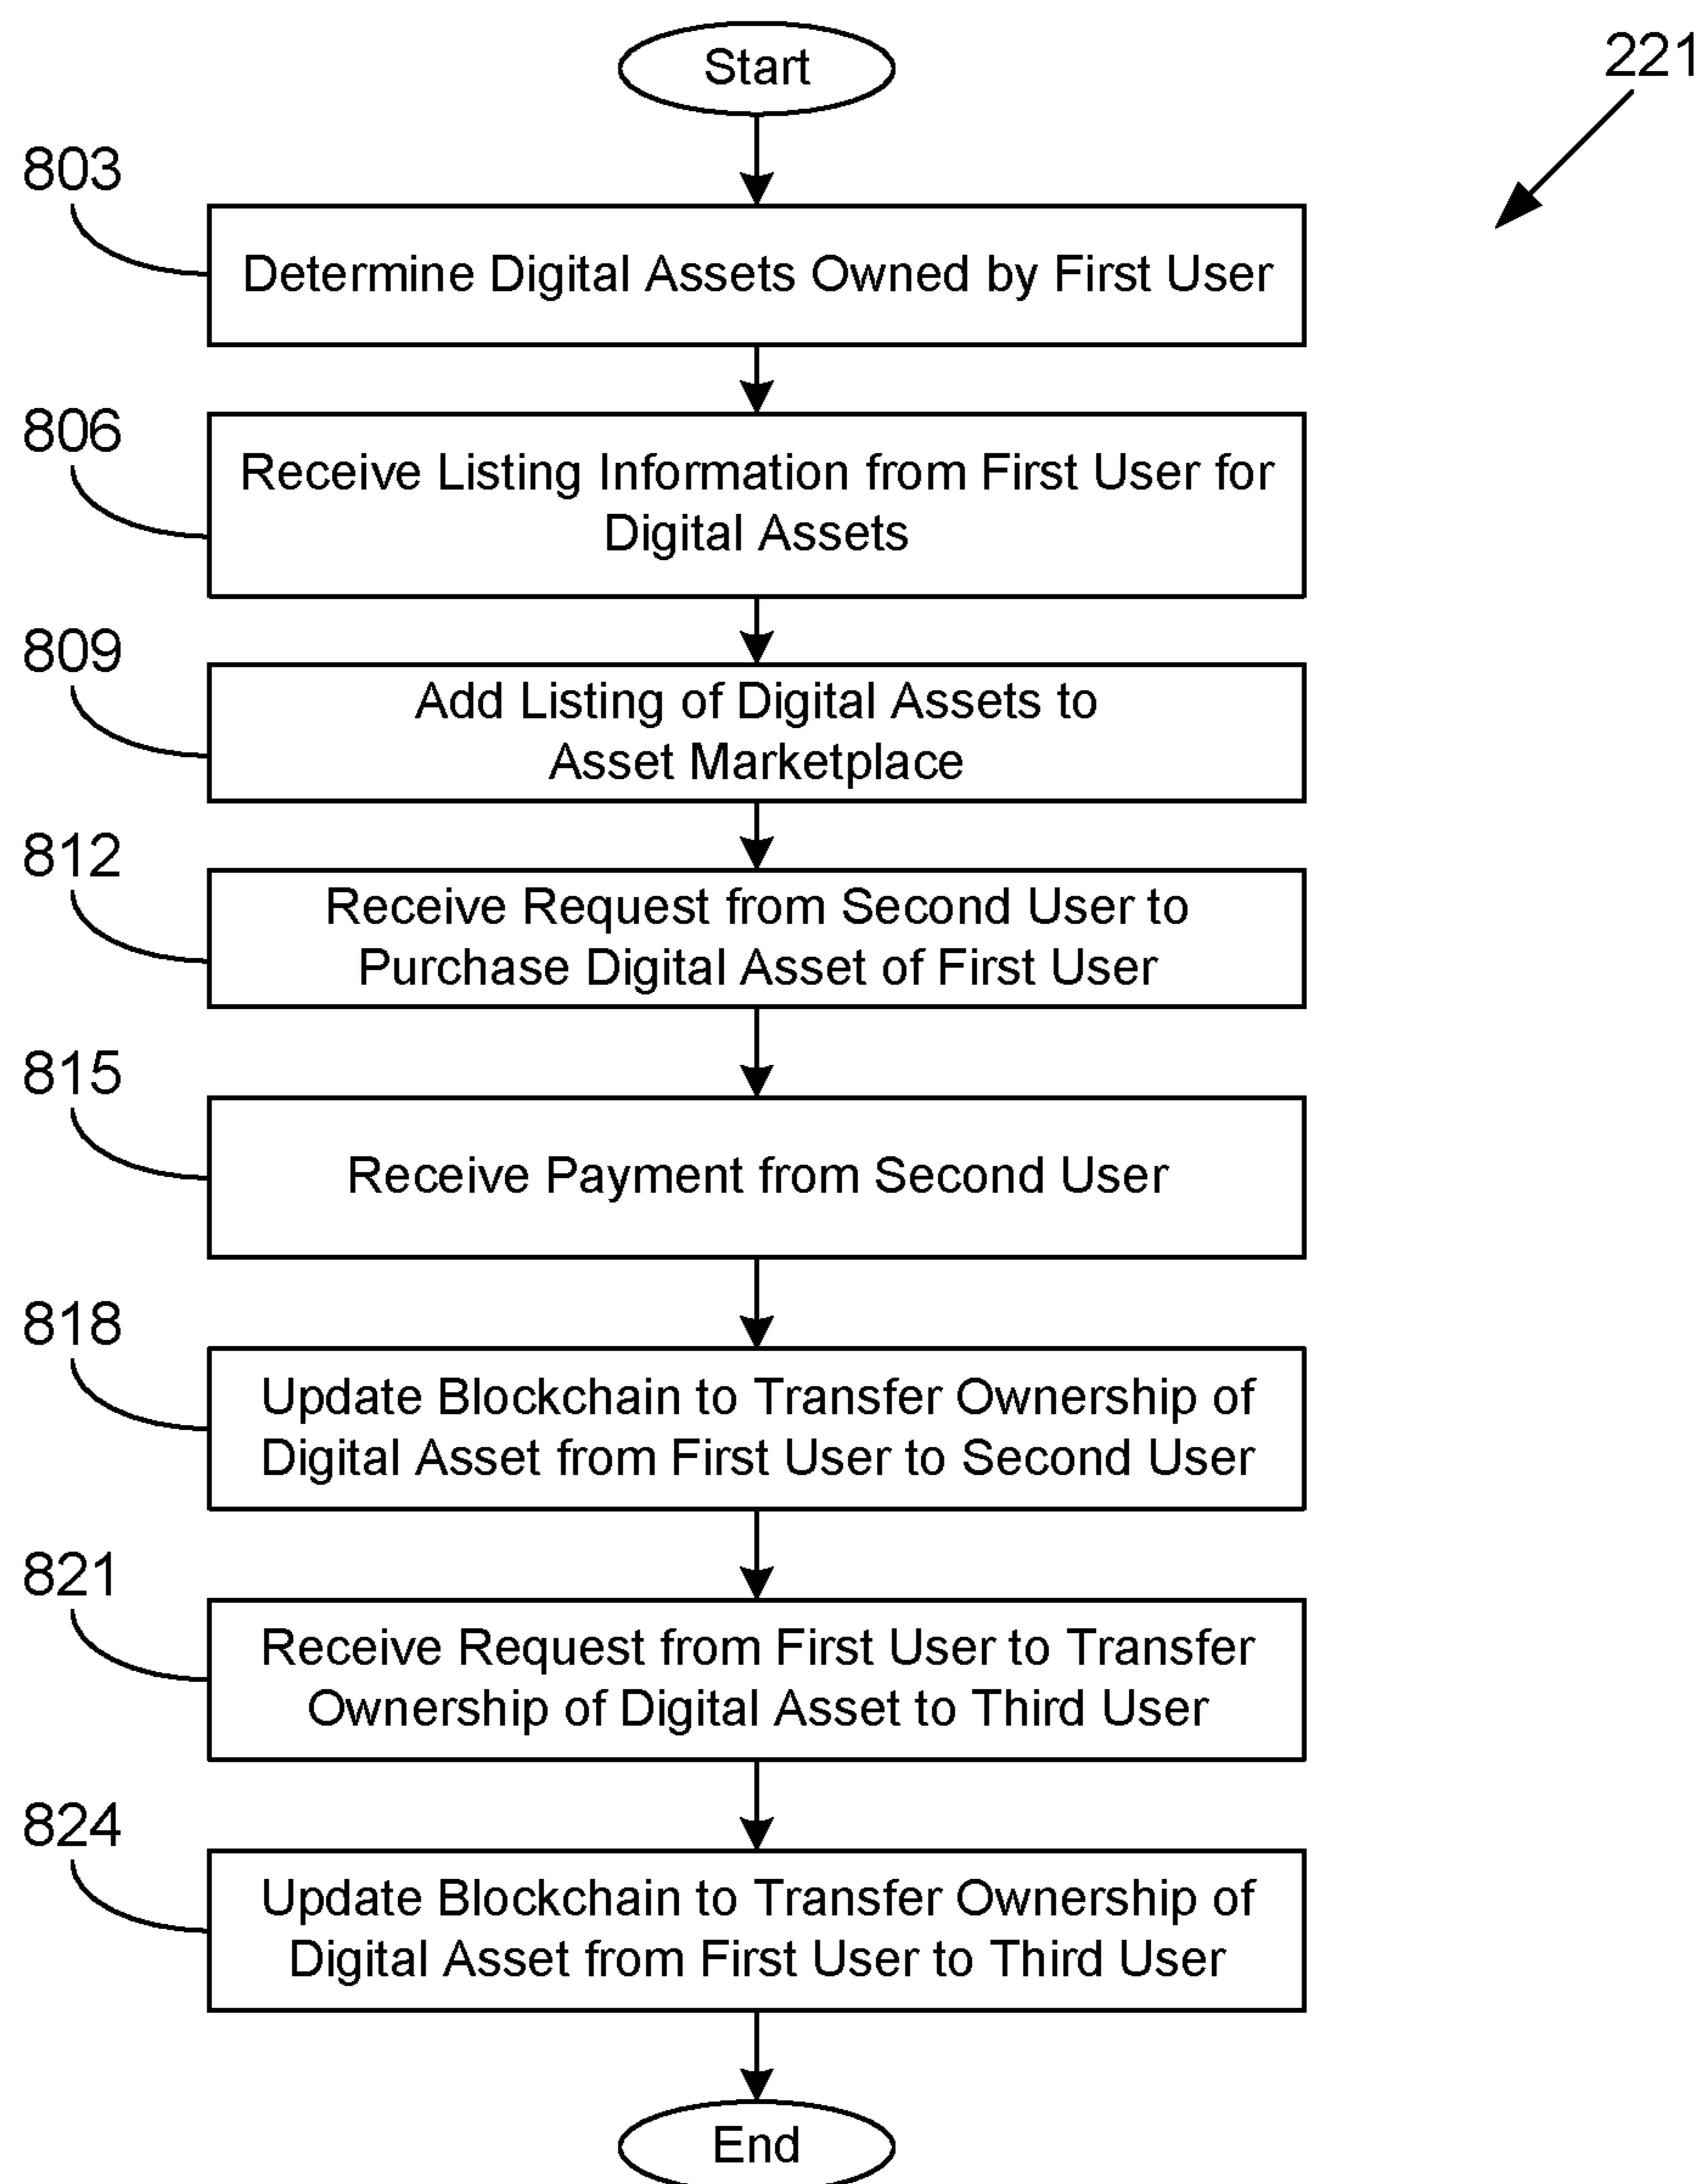 Start
221
803
Determine Digital Assets Owned by First User
806
Receive Listing Information from First User for
Digital Assets
809
Add Listing of Digital Assets to
Asset Marketplace
812
Receive Request from Second User to
Purchase Digital Asset of First User
815
Receive Payment from Second User
818
Update Blockchain to Transfer Ownership of
Digital Asset from First User to Second User
821
Receive Request from First User to Transfer
Ownership of Digital Asset to Third User
824
Update Blockchain to Transfer Ownership of
Digital Asset from First User to Third User
End